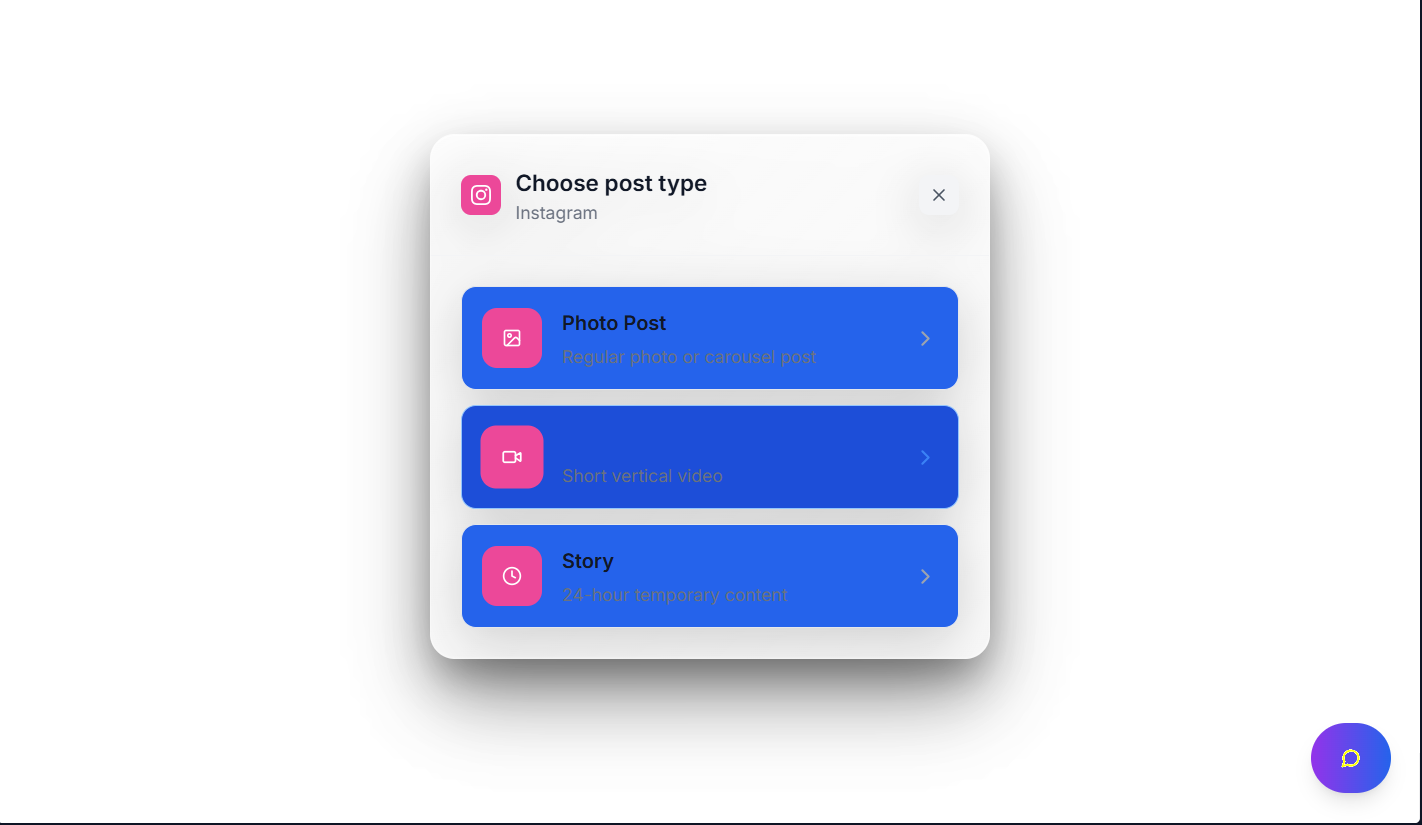 Choose post type
Instagram
Photo Post
Regular photo or carousel post
Short vertical video
Story
24-hour temporary content